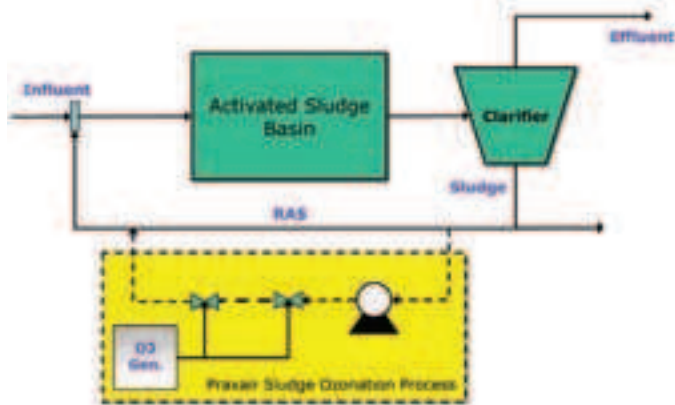 Effluent
Influent
Activated Sludge
Basin
Clarifier
Sludge
RAS
O3
Gen.
Praxair Sludge Ozonation Process